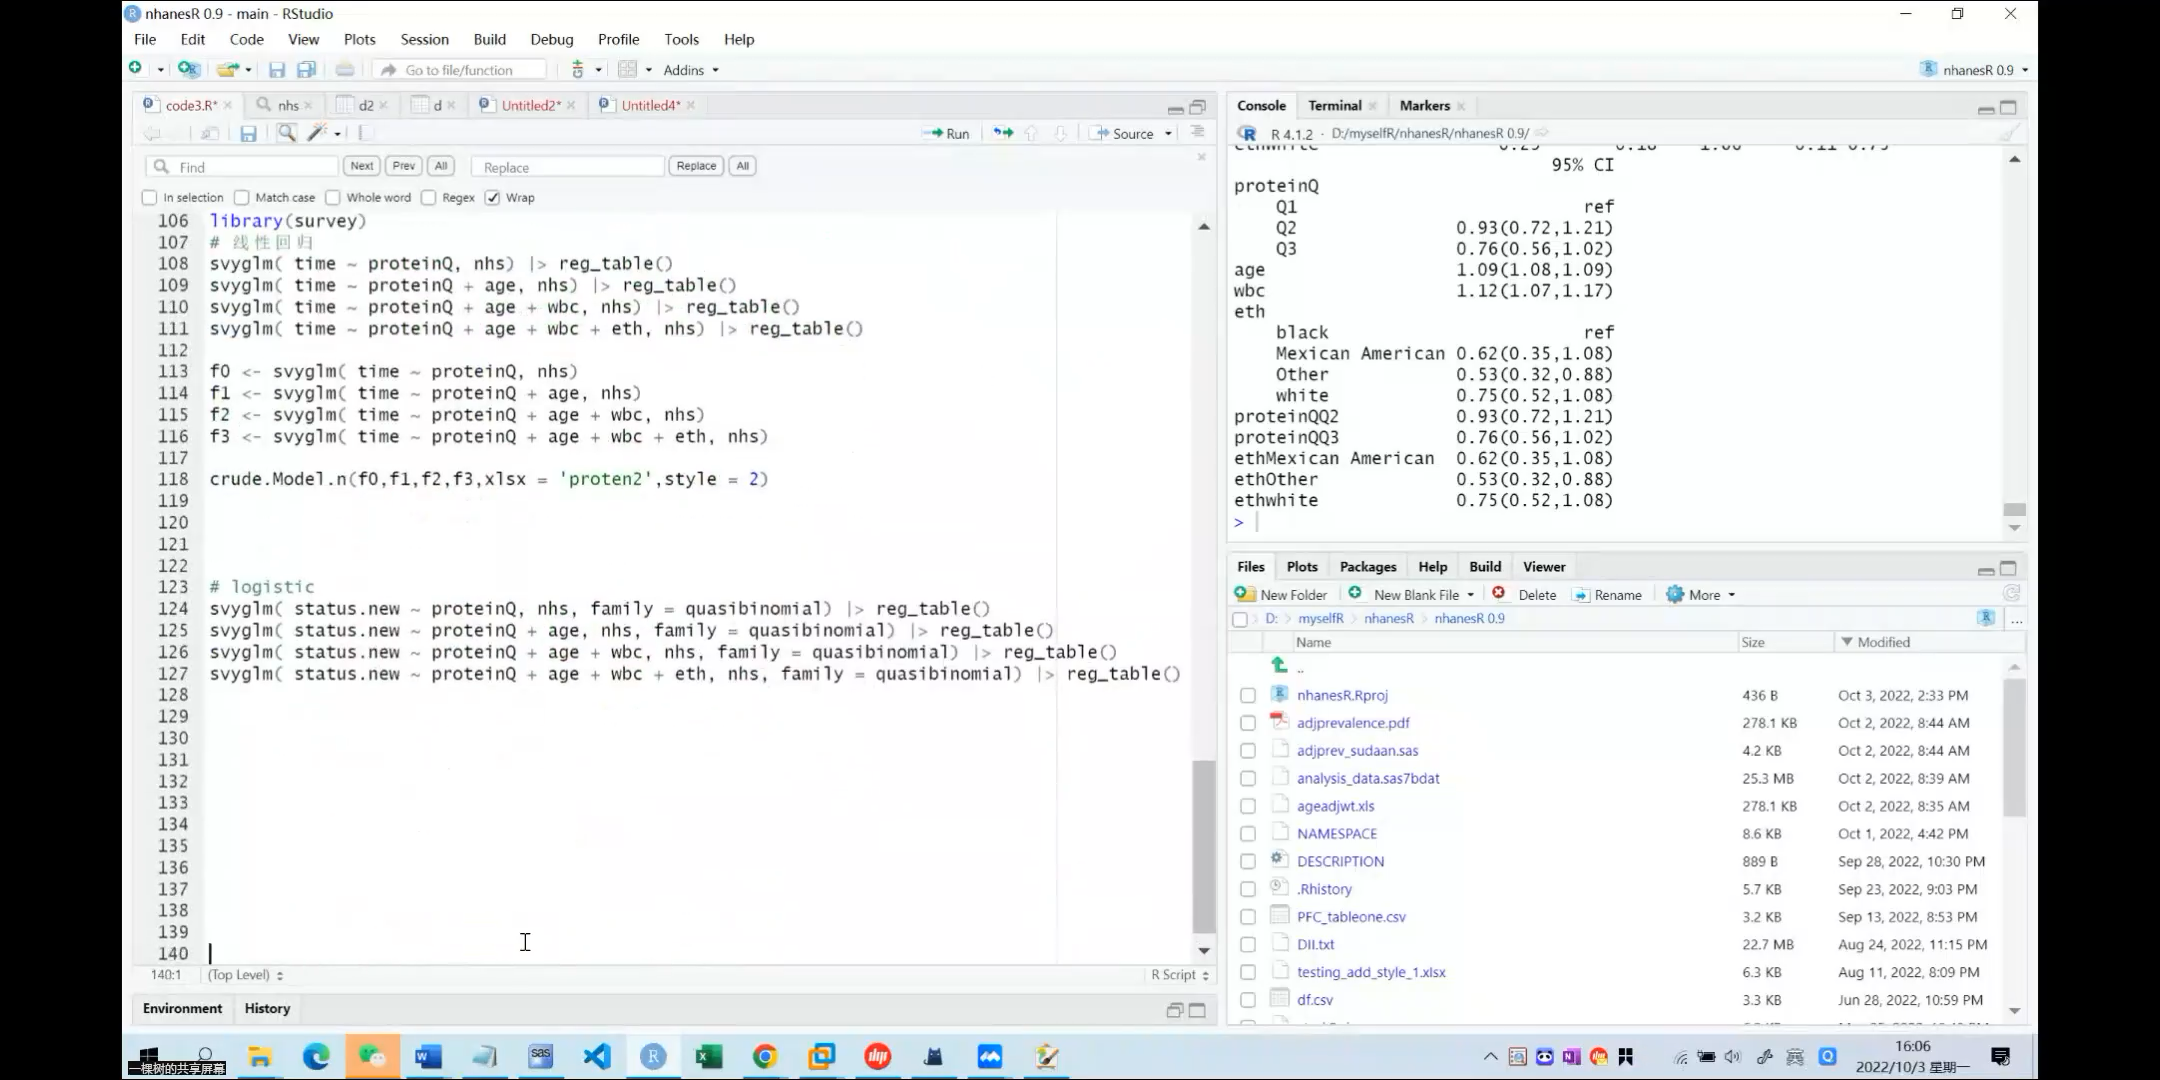 nhanesR 0.9 - main - RStudio
File Edit Code View Plots Session Build Debug Profile Tools Help
Go to file/function Addins nhanesR 0.9
code3.R* nhs d2 d Untitled2* Untitled4*
Run Source
Find Next Prev All Replace Replace All
In selection Match case Whole word Regex Wrap
106 library(survey)
107 # 线性回归
108 svyglm( time ~ proteinQ, nhs) |> reg_table()
109 svyglm( time ~ proteinQ + age, nhs) |> reg_table()
110 svyglm( time ~ proteinQ + age + wbc, nhs) |> reg_table()
111 svyglm( time ~ proteinQ + age + wbc + eth, nhs) |> reg_table()
112
113 f0 <- svyglm( time ~ proteinQ, nhs)
114 f1 <- svyglm( time ~ proteinQ + age, nhs)
115 f2 <- svyglm( time ~ proteinQ + age + wbc, nhs)
116 f3 <- svyglm( time ~ proteinQ + age + wbc + eth, nhs)
117
118 crude.Model.n(f0,f1,f2,f3,xlsx = 'proten2',style = 2)
119
120
121
122
123 # logistic
124 svyglm( status.new ~ proteinQ, nhs, family = quasibinomial) |> reg_table()
125 svyglm( status.new ~ proteinQ + age, nhs, family = quasibinomial) |> reg_table()
126 svyglm( status.new ~ proteinQ + age + wbc, nhs, family = quasibinomial) |> reg_table()
127 svyglm( status.new ~ proteinQ + age + wbc + eth, nhs, family = quasibinomial) |> reg_table()
128
129
130
131
132
133
134
135
136
137
138
139
140
140:1 (Top Level) R Script
Environment History
Console Terminal Markers
R 4.1.2 · D:/myselfR/nhanesR/nhanesR 0.9/
95% CI
proteinQ
Q1 ref
Q2 0.93(0.72,1.21)
Q3 0.76(0.56,1.02)
age 1.09(1.08,1.09)
wbc 1.12(1.07,1.17)
eth
black ref
Mexican American 0.62(0.35,1.08)
Other 0.53(0.32,0.88)
white 0.75(0.52,1.08)
proteinQQ2 0.93(0.72,1.21)
proteinQQ3 0.76(0.56,1.02)
ethMexican American 0.62(0.35,1.08)
ethOther 0.53(0.32,0.88)
ethwhite 0.75(0.52,1.08)
>
Files Plots Packages Help Build Viewer
New Folder New Blank File Delete Rename More
D: myselfR nhanesR nhanesR 0.9 ...
Name Size Modified
..
nhanesR.Rproj 436 B Oct 3, 2022, 2:33 PM
adjprevalence.pdf 278.1 KB Oct 2, 2022, 8:44 AM
adjprev_sudaan.sas 4.2 KB Oct 2, 2022, 8:44 AM
analysis_data.sas7bdat 25.3 MB Oct 2, 2022, 8:39 AM
ageadjwt.xls 278.1 KB Oct 2, 2022, 8:35 AM
NAMESPACE 8.6 KB Oct 1, 2022, 4:42 PM
DESCRIPTION 889 B Sep 28, 2022, 10:30 PM
.Rhistory 5.7 KB Sep 23, 2022, 9:03 PM
PFC_tableone.csv 3.2 KB Sep 13, 2022, 8:53 PM
DII.txt 22.7 MB Aug 24, 2022, 11:15 PM
testing_add_style_1.xlsx 6.3 KB Aug 11, 2022, 8:09 PM
df.csv 3.3 KB Jun 28, 2022, 10:59 PM
一棵树的共享屏幕
sas
16:06
2022/10/3 星期一